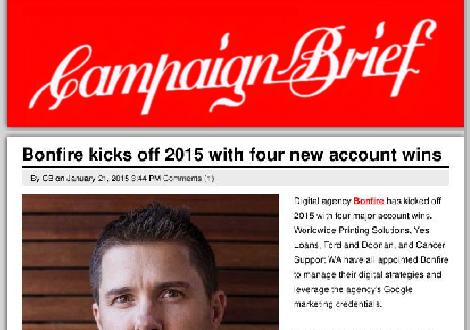 Campaign Brief
Bonfire kicks off 2015 with four new account wins
By CB on January 21, 2015 3:44 PM Comments (1)
Digital agency Bonfire has kicked off
2015 with four major account wins.
Worldwide Printing Solutions, Yes
Loans, Ford and Doonan, and Cancer
Support WA have all appointed Bonfire
to manage their digital strategies and
leverage the agency's Google
marketing credentials.